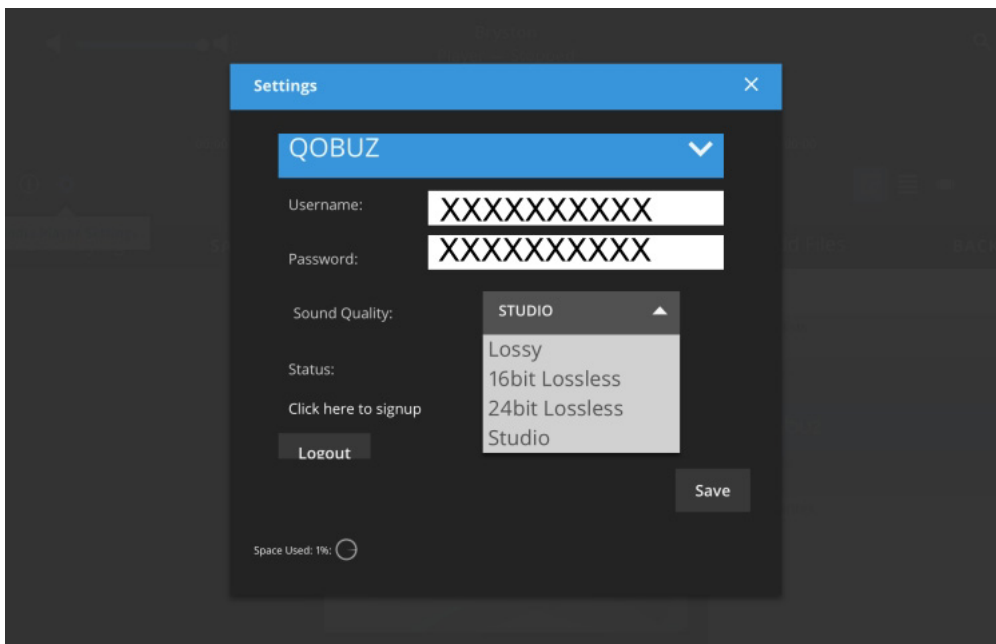 Settings
QOBUZ
Username: XXXXXXXXXX
Password: XXXXXXXXXX
Sound Quality: STUDIO
Lossy
16bit Lossless
Status:
24bit Lossless
Click here to signup
Studio
Logout
Save
Space Used: 1%: